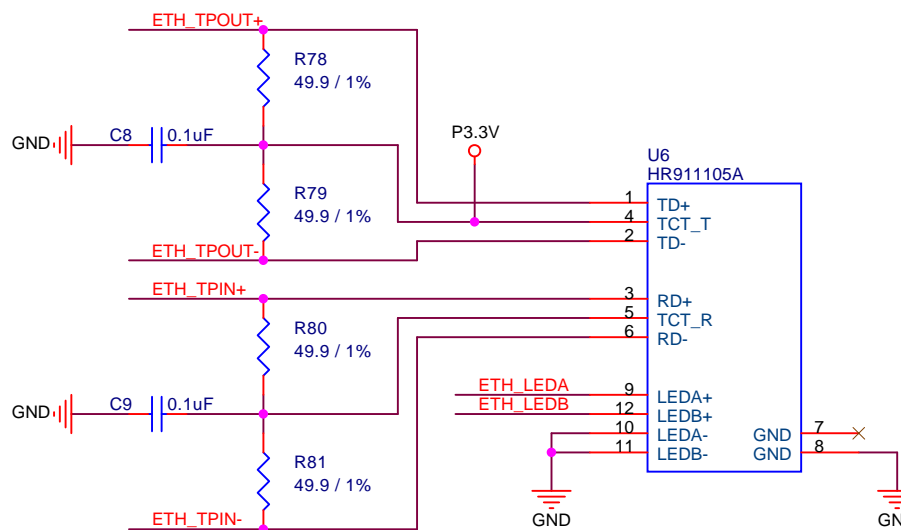 ETH_TPOUT+
R78
49.9 / 1%
GND
C8
0.1uF
P3.3V
U6
HR911105A
R79
49.9 / 1%
1
TD+
4
TCT_T
2
TD-
ETH_TPOUT-
ETH_TPIN+
3
RD+
5
TCT_R
6
RD-
R80
49.9 / 1%
GND
C9
0.1uF
ETH_LEDA
9
LEDA+
ETH_LEDB
12
LEDB+
10
LEDA-
GND
7
11
LEDB-
GND
8
R81
49.9 / 1%
ETH_TPIN-
GND